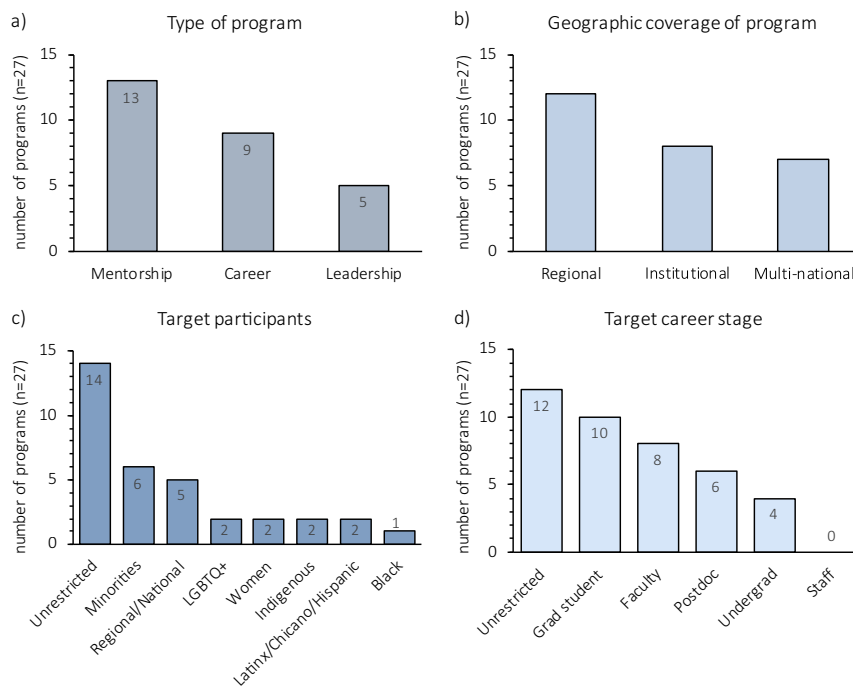 a)
Type of program
number of programs (n=27)
15
10
5
0
13
9
5
Mentorship
Career
Leadership
b)
Geographic coverage of program
number of programs (n=27)
15
10
5
0
Regional
Institutional
Multi-national
c)
Target participants
number of programs (n=27)
15
10
5
0
14
6
5
2
2
2
2
1
Unrestricted
Minorities
Regional/National
LGBTQ+
Women
Indigenous
Latinx/Chicano/Hispanic
Black
d)
Target career stage
number of programs (n=27)
15
10
5
0
12
10
8
6
4
0
Unrestricted
Grad student
Faculty
Postdoc
Undergrad
Staff